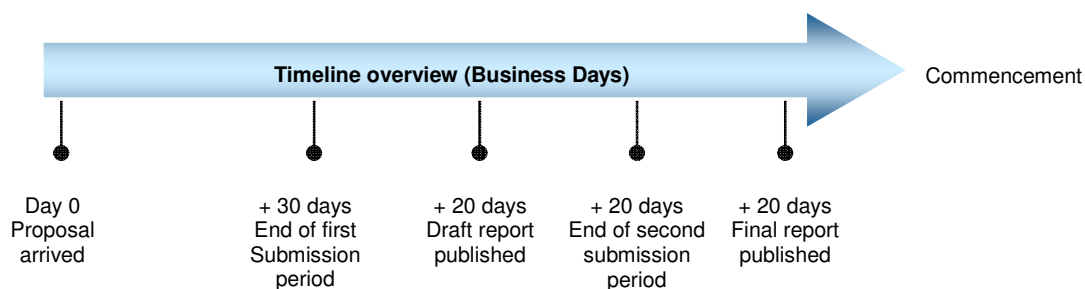 Timeline overview (Business Days)
Commencement
Day 0
Proposal
arrived
+ 30 days
End of first
Submission
period
+ 20 days
Draft report
published
+ 20 days
End of second
submission
period
+ 20 days
Final report
published